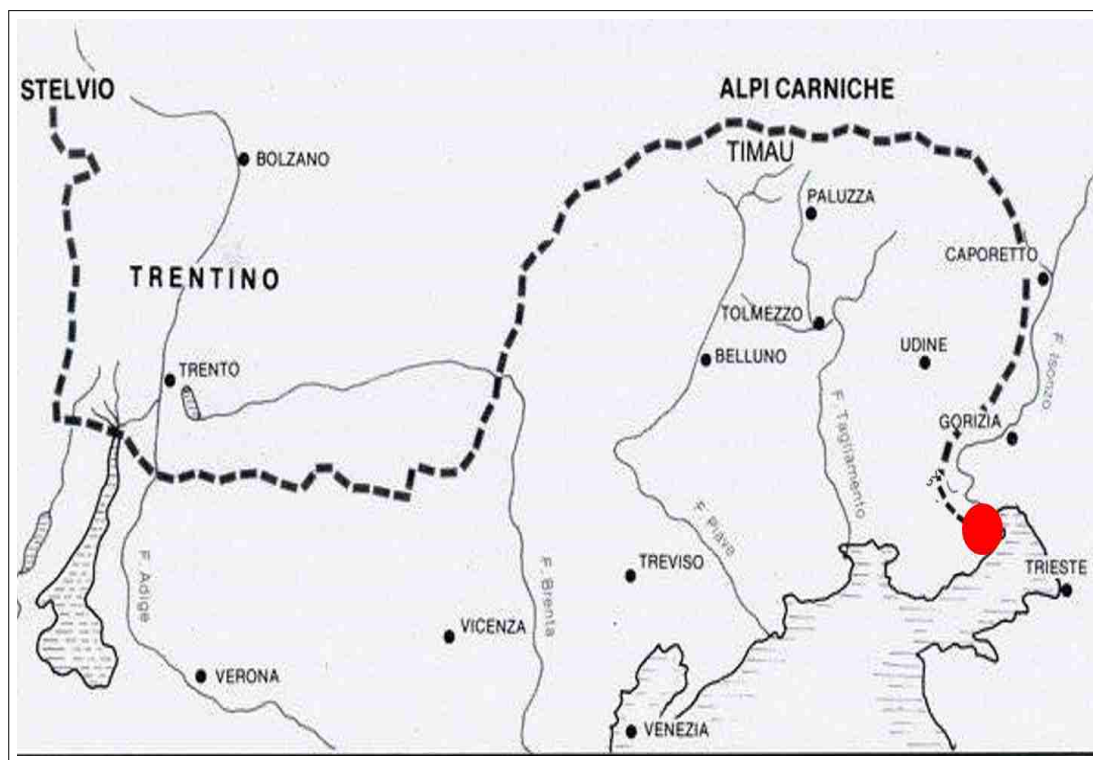 STELVIO
ALPI CARNICHE
TIMAU
BOLZANO
PALUZZA
CAPORETTO
TRENTINO
TOLMEZZO
UDINE
BELLUNO
TRENTO
F. Isonzo
GORIZIA
F. Tagliamento
F. Piave
F. Adige
F. Brenta
TREVISO
TRIESTE
VICENZA
VERONA
VENEZIA